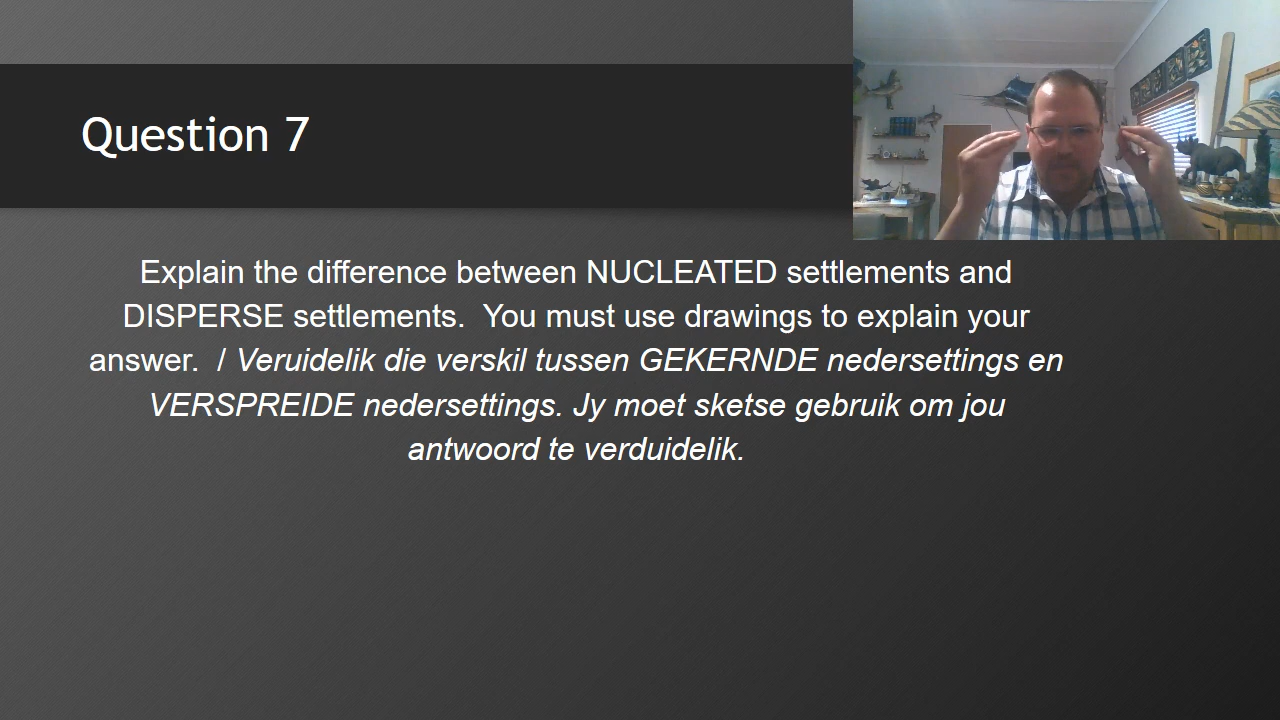 Question 7
Explain the difference between NUCLEATED settlements and
DISPERSE settlements.  You must use drawings to explain your
answer.  / Veruidelik die verskil tussen GEKERNDE nedersettings en
VERSPREIDE nedersettings. Jy moet sketse gebruik om jou
antwoord te verduidelik.